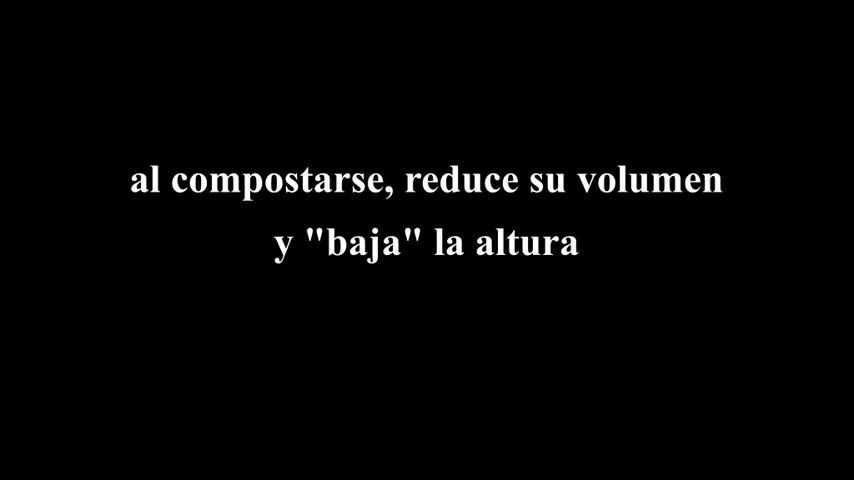 al compostarse, reduce su volumen
y "baja" la altura